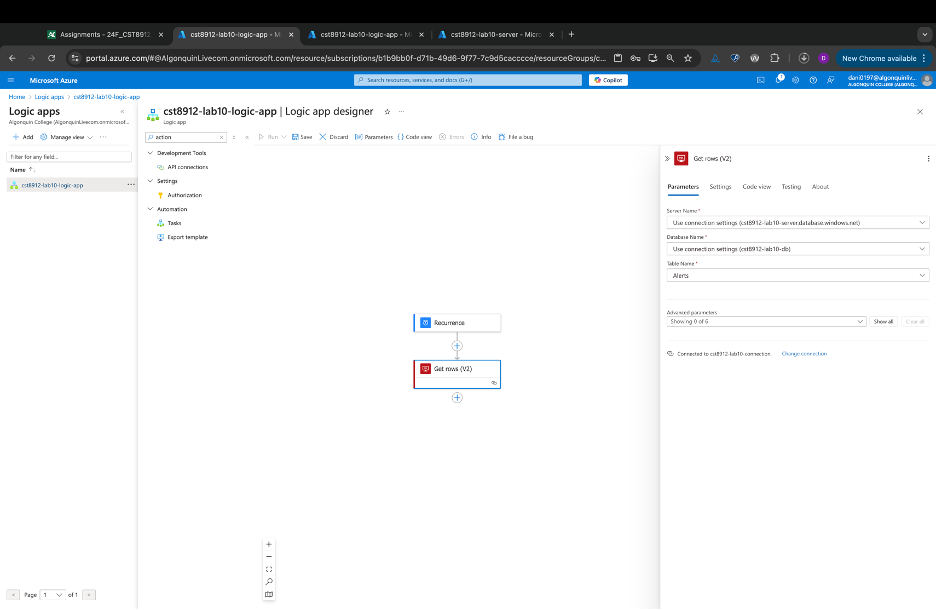 Assignments - 24F_CST8912
cst8912-lab10-logic-app - Mi
cst8912-lab10-logic-app - Mi
cst8912-lab10-server - Micro
portal.azure.com/#@AlgonquinLivecom.onmicrosoft.com/resource/subscriptions/b1b9bb0f-d71b-49d6-9f77-7c9d5cacccce/resourceGroups/c...
New Chrome available
Microsoft Azure
Search resources, services, and docs (G+/)
Copilot
1
dani0197@algonquinliv...
ALGONQUIN COLLEGE (ALGONQ...
Home > Logic apps > cst8912-lab10-logic-app
Logic apps
Algonquin College (AlgonquinLivecom.onmicrosof...
Add
Manage view
Filter for any field...
Name ↑↓
cst8912-lab10-logic-app
Page 1 of 1
cst8912-lab10-logic-app | Logic app designer
Logic app
action
Development Tools
API connections
Settings
Authorization
Automation
Tasks
Export template
Run
Save
Discard
Parameters
Code view
Errors
Info
File a bug
Recurrence
Get rows (V2)
Get rows (V2)
Parameters
Settings
Code view
Testing
About
Server Name *
Use connection settings (cst8912-lab10-server.database.windows.net)
Database Name *
Use connection settings (cst8912-lab10-db)
Table Name *
Alerts
Advanced parameters
Showing 0 of 6
Show all
Clear all
Connected to cst8912-lab10-connection.
Change connection